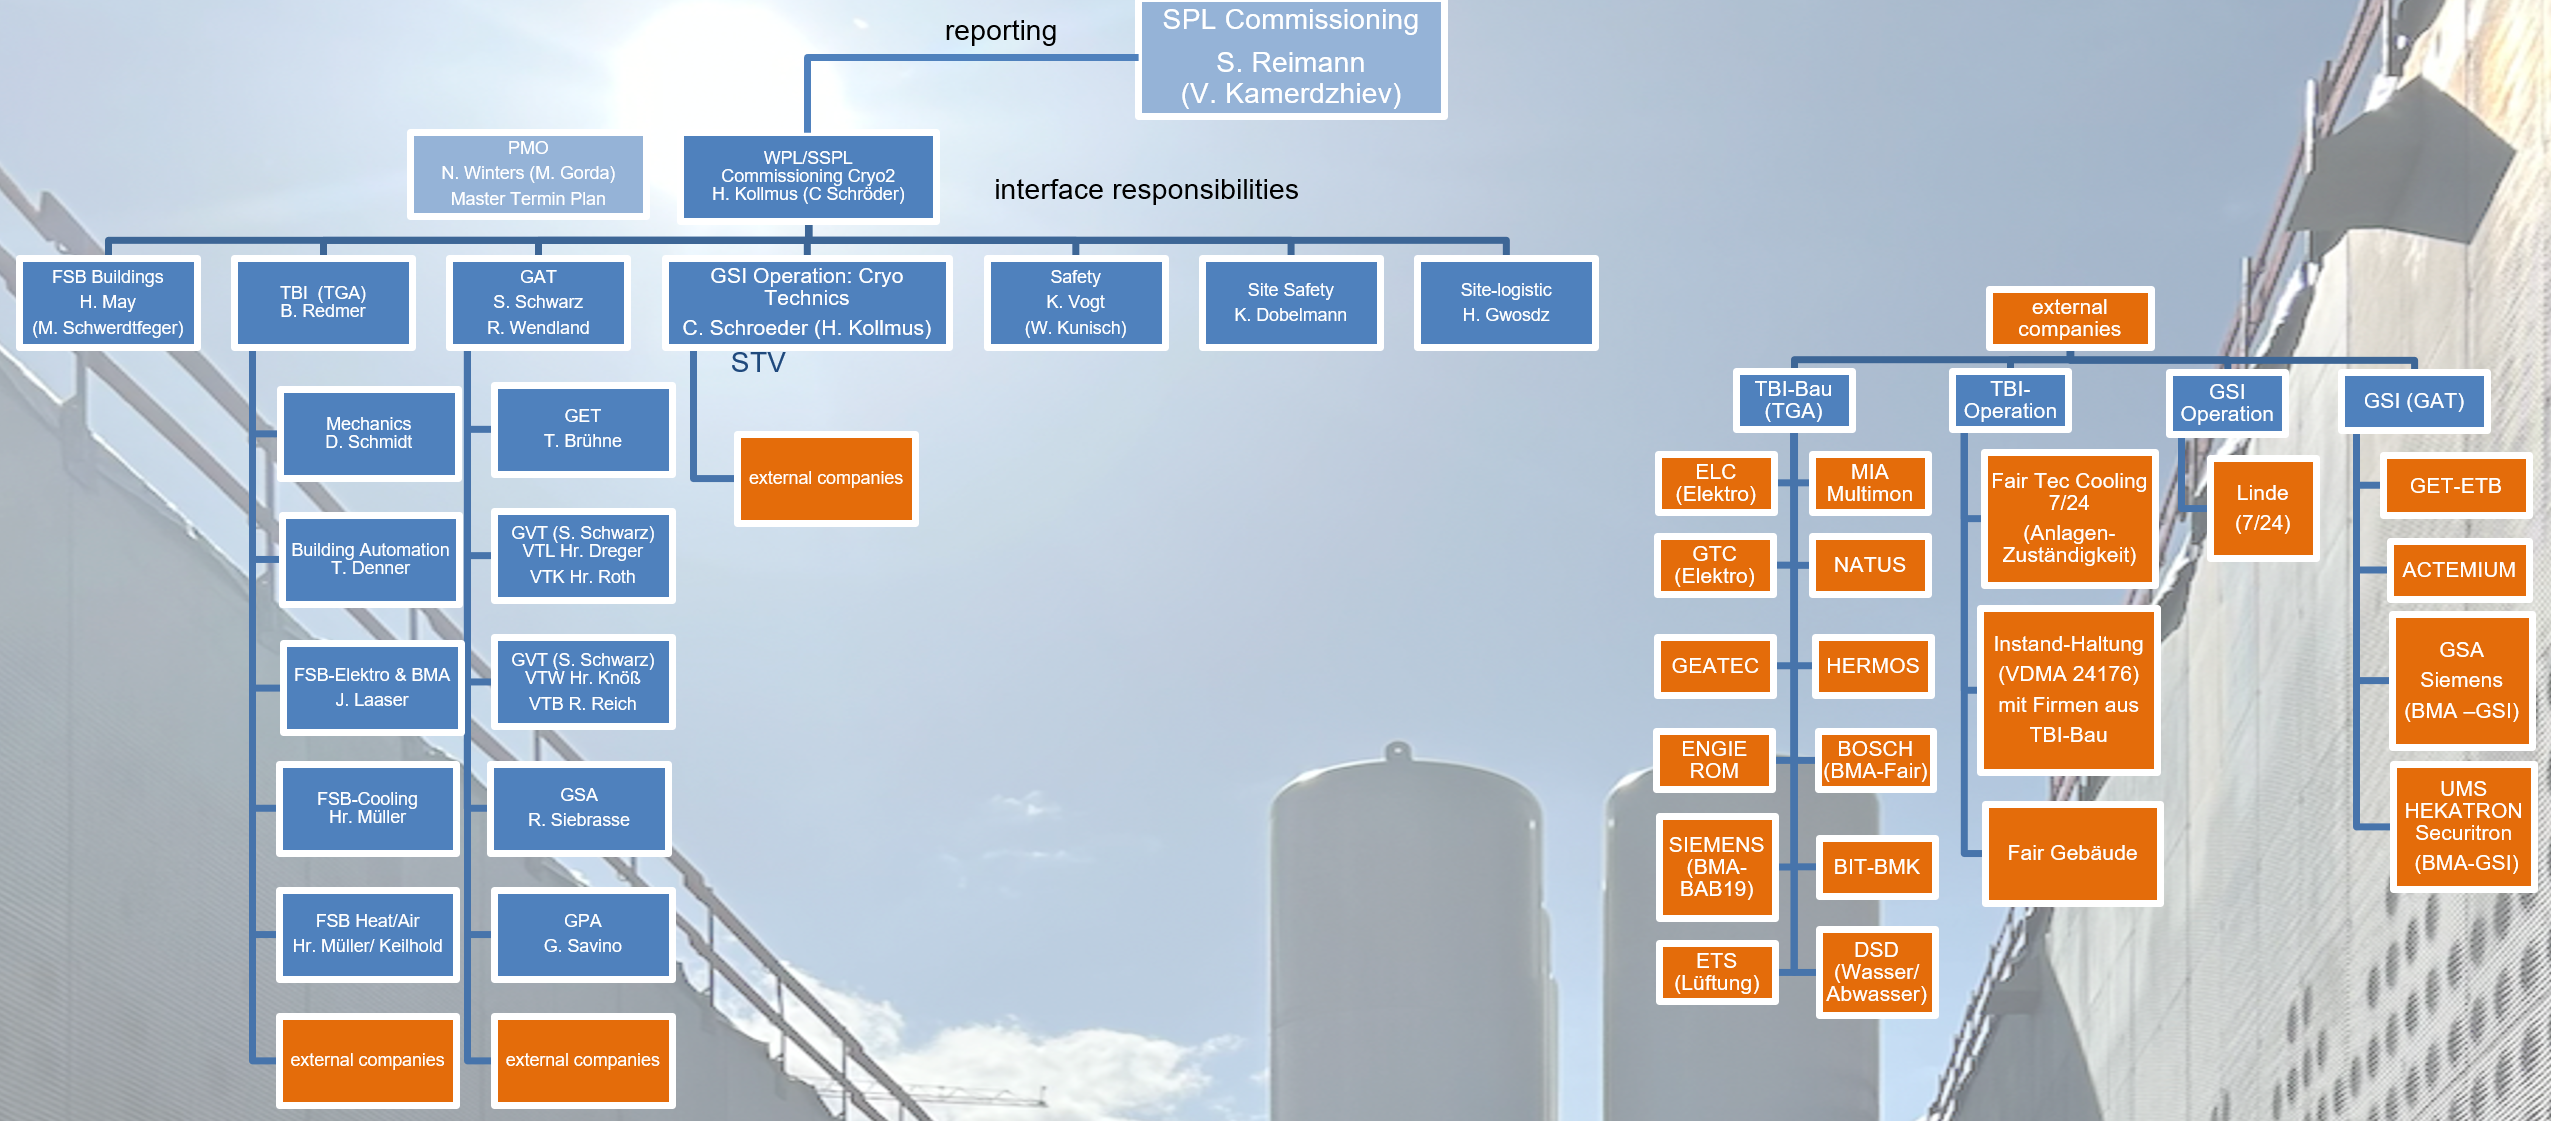 reporting
SPL Commissioning
S. Reimann
(V. Kamerdzhiev)
PMO
N. Winters (M. Gorda)
Master Termin Plan
WPL/SSPL
Commissioning Cryo2
H. Kollmus (C Schröder)
interface responsibilities
FSB Buildings
H. May
(M. Schwerdtfeger)
TBI (TGA)
B. Redmer
GAT
S. Schwarz
R. Wendland
GSI Operation: Cryo
Technics
C. Schroeder (H. Kollmus)
STV
Safety
K. Vogt
(W. Kunisch)
Site Safety
K. Dobelmann
Site-logistic
H. Gwosdz
Mechanics
D. Schmidt
Building Automation
T. Denner
FSB-Elektro & BMA
J. Laaser
FSB-Cooling
Hr. Müller
FSB Heat/Air
Hr. Müller/ Keilhold
external companies
GET
T. Brühne
GVT (S. Schwarz)
VTL Hr. Dreger
VTK Hr. Roth
GVT (S. Schwarz)
VTW Hr. Knöß
VTB R. Reich
GSA
R. Siebrasse
GPA
G. Savino
external companies
external companies
external
companies
TBI-Bau
(TGA)
ELC
(Elektro)
MIA
Multimon
GTC
(Elektro)
NATUS
GEATEC
HERMOS
ENGIE
ROM
BOSCH
(BMA-Fair)
SIEMENS
(BMA-
BAB19)
BIT-BMK
ETS
(Lüftung)
DSD
(Wasser/
Abwasser)
TBI-
Operation
Fair Tec Cooling
7/24
(Anlagen-
Zuständigkeit)
Instand-Haltung
(VDMA 24176)
mit Firmen aus
TBI-Bau
Fair Gebäude
GSI
Operation
Linde
(7/24)
GSI (GAT)
GET-ETB
ACTEMIUM
GSA
Siemens
(BMA –GSI)
UMS
HEKATRON
Securitron
(BMA-GSI)